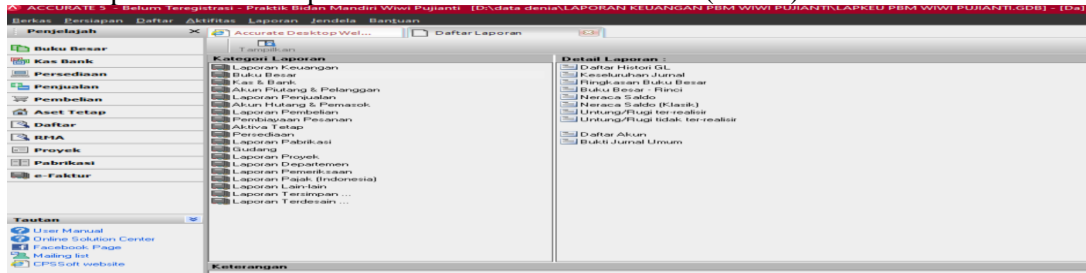 ACCURATE 5 - Belum Teregistrasi - Praktik Bidan Mandiri Wiwi Pujianti [D:\data denia\LAPORAN KEUANGAN PBM WIWI PUJIANTI\LAPKEU PBM WIWI PUJIANTI.GDB] - [Da]
Berkas Persiapan Daftar Aktifitas Laporan Jendela Bantuan
Penjelajah
Accurate Desktop Wel...
Daftar Laporan
Tampilkan
Buku Besar
Kas Bank
Persediaan
Penjualan
Pembelian
Aset Tetap
Daftar
RMA
Proyek
Pabrikasi
e-Faktur
Tautan
User Manual
Online Solution Center
Facebook Page
Mailing list
CPSSoft website
Kategori Laporan
Laporan Keuangan
Buku Besar
Kas & Bank
Akun Piutang & Pelanggan
Laporan Penjualan
Akun Hutang & Pemasok
Laporan Pembelian
Pembiayaan Pesanan
Aktiva Tetap
Persediaan
Laporan Pabrikasi
Gudang
Laporan Proyek
Laporan Departemen
Laporan Pemeriksaan
Laporan Pajak (Indonesia)
Laporan Lain-lain
Laporan Tersimpan ...
Laporan Terdesain ...
Detail Laporan :
Daftar Histori GL
Keseluruhan Jurnal
Ringkasan Buku Besar
Buku Besar - Rinci
Neraca Saldo
Neraca Saldo (Klasik)
Untung/Rugi ter-realisir
Untung/Rugi tidak ter-realisir
Daftar Akun
Bukti Jurnal Umum
Keterangan